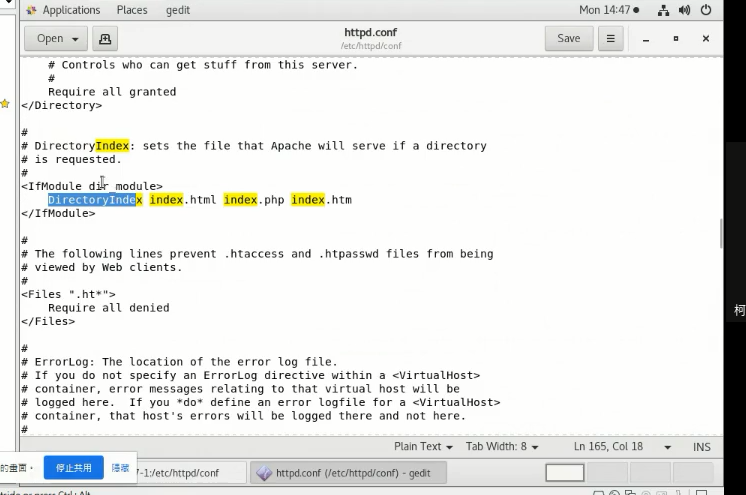 Applications Places gedit Mon 14:47
Open httpd.conf Save
/etc/httpd/conf
# Controls who can get stuff from this server.
#
Require all granted
</Directory>
#
# DirectoryIndex: sets the file that Apache will serve if a directory
# is requested.
#
<IfModule dir_module>
DirectoryIndex index.html index.php index.htm
</IfModule>
#
# The following lines prevent .htaccess and .htpasswd files from being
# viewed by Web clients.
#
<Files ".ht*">
Require all denied
</Files>
#
# ErrorLog: The location of the error log file.
# If you do not specify an ErrorLog directive within a <VirtualHost>
# container, error messages relating to that virtual host will be
# logged here.  If you *do* define an error logfile for a <VirtualHost>
# container, that host's errors will be logged there and not here.
#
柯
Plain Text Tab Width: 8 Ln 165, Col 18 INS
的畫面。 停止共用 隱藏 -1:/etc/httpd/conf httpd.conf (/etc/httpd/conf) - gedit